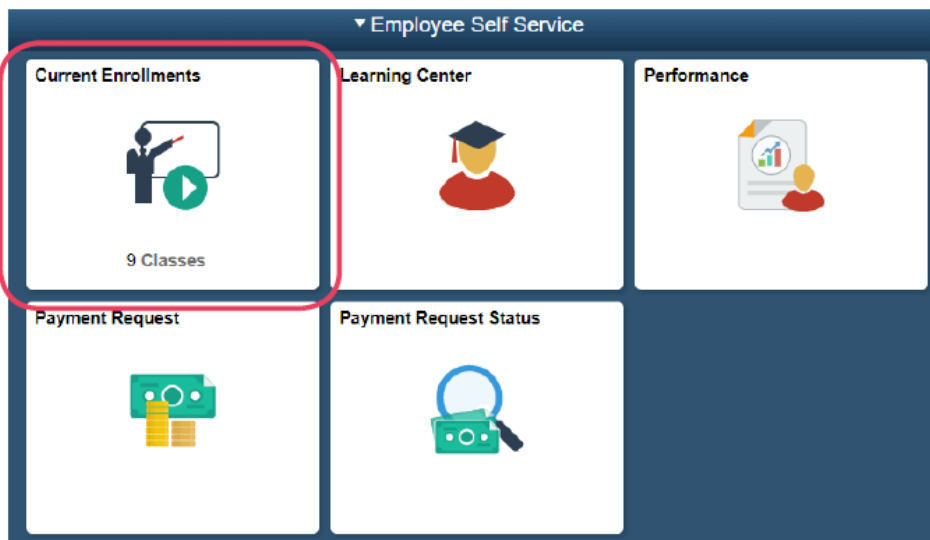 Employee Self Service
Current Enrollments
Learning Center
Performance
9 Classes
Payment Request
Payment Request Status